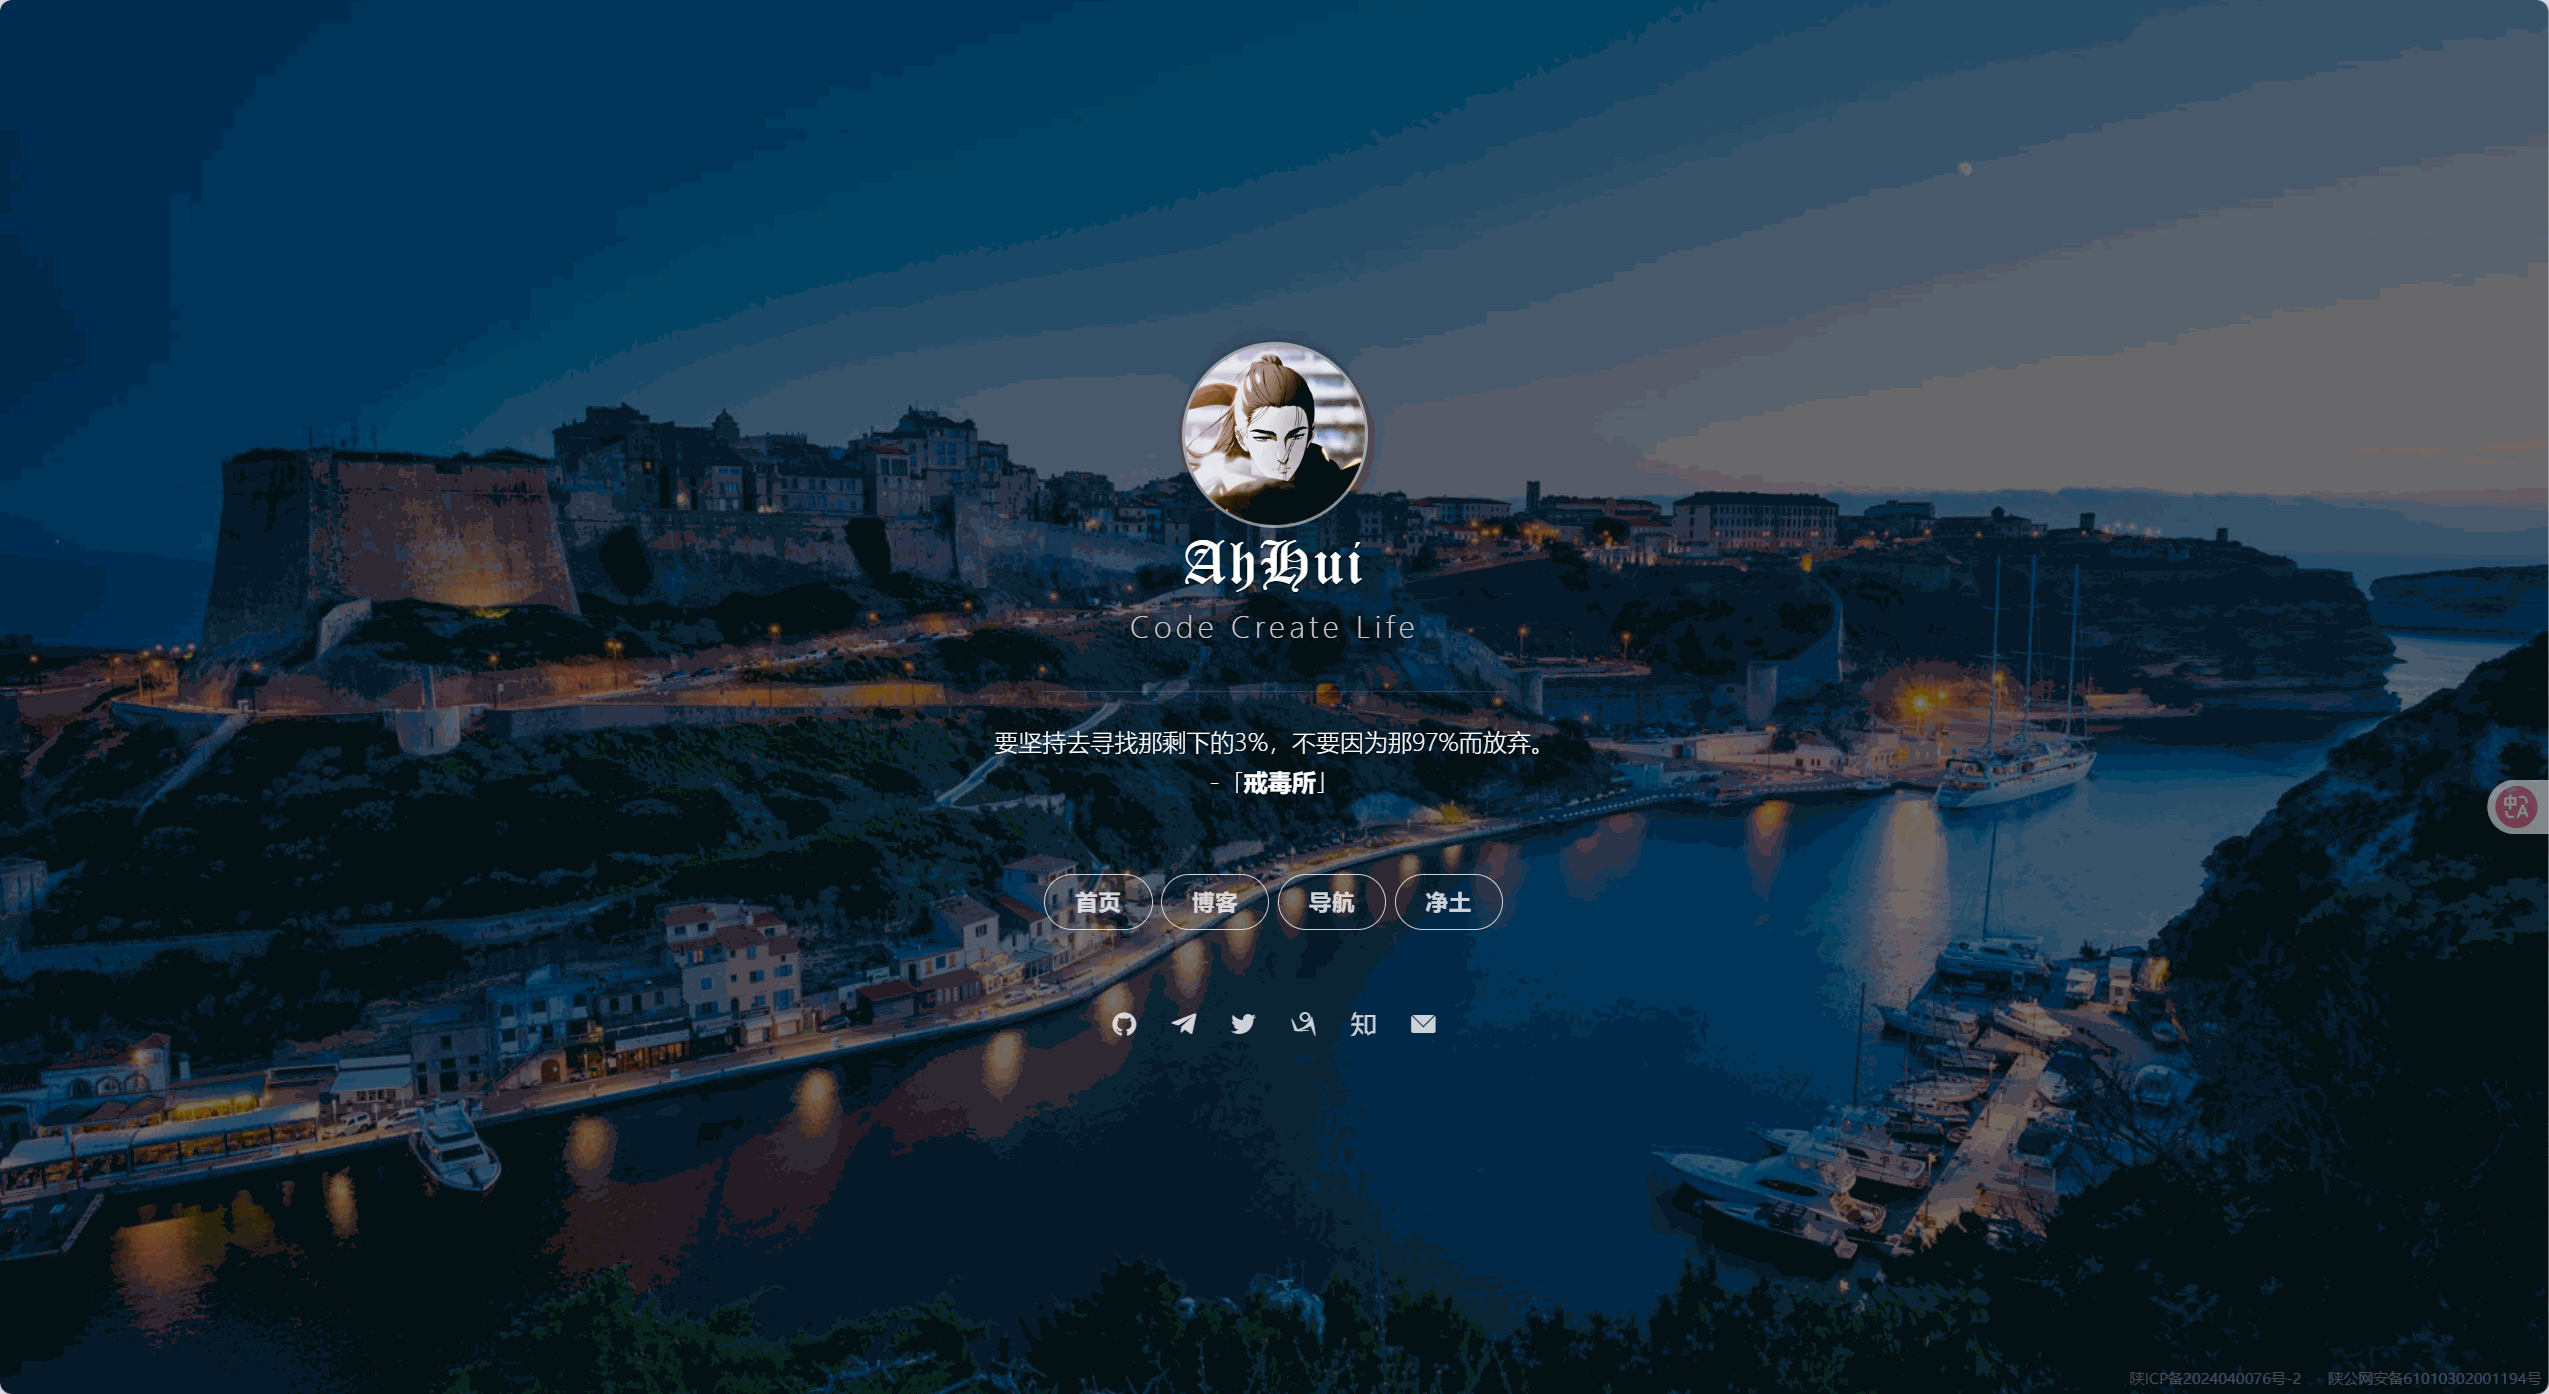 AhHui
Code Create Life
要坚持去寻找那剩下的3%，不要因为那97%而放弃。
-「戒毒所」
首页 博客 导航 净土
知
中 A
陕ICP备2024040076号-2 陕公网安备61010302001194号